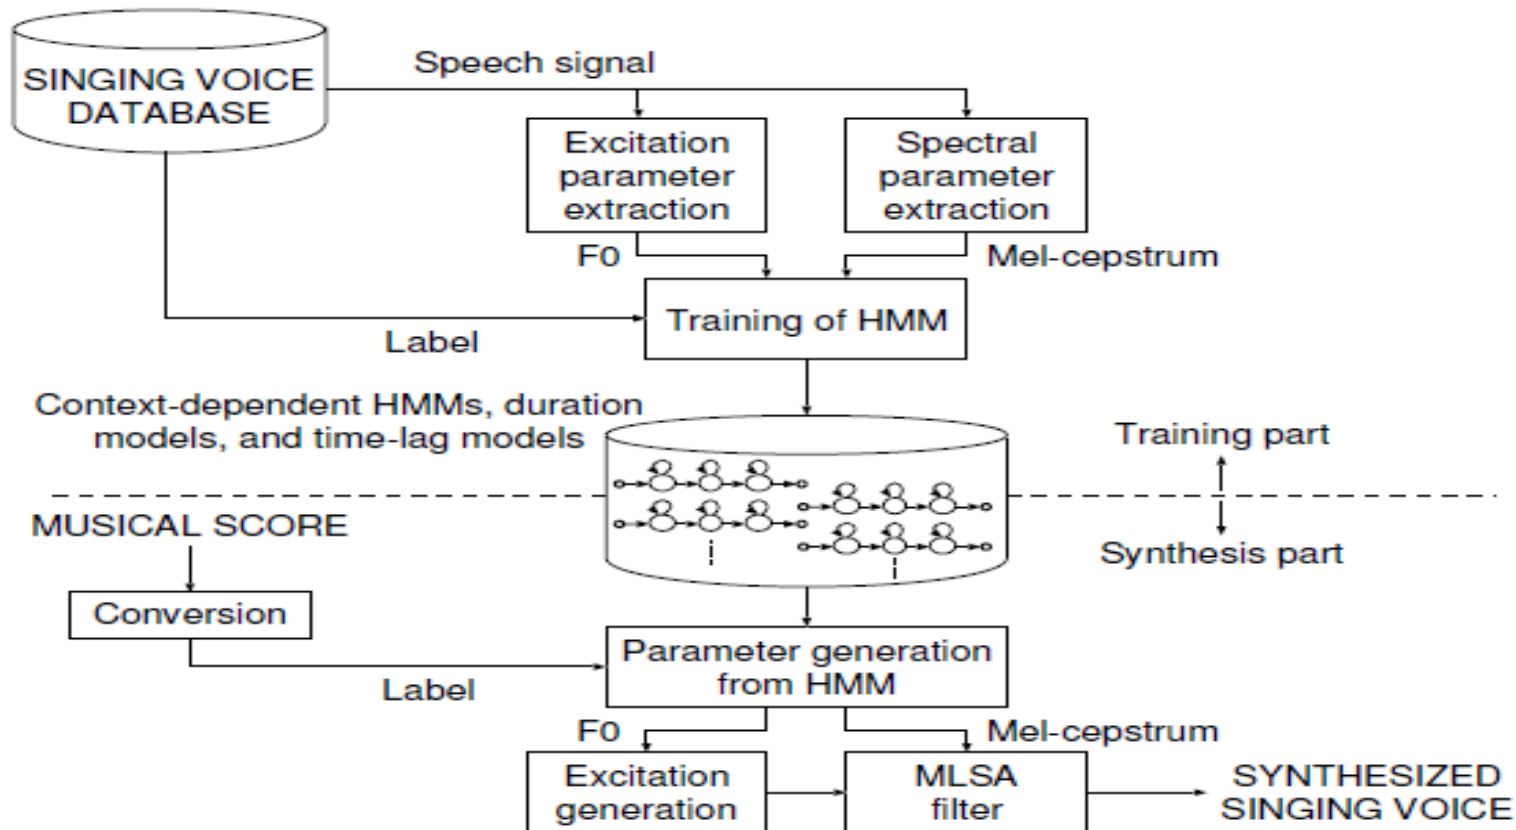 SINGING VOICE
DATABASE
Speech signal
Excitation
parameter
extraction
Spectral
parameter
extraction
F0
Mel-cepstrum
Training of HMM
Label
Context-dependent HMMs, duration
models, and time-lag models
Training part
MUSICAL SCORE
Synthesis part
Conversion
Parameter generation
from HMM
Label
F0
Mel-cepstrum
Excitation
generation
MLSA
filter
SYNTHESIZED
SINGING VOICE